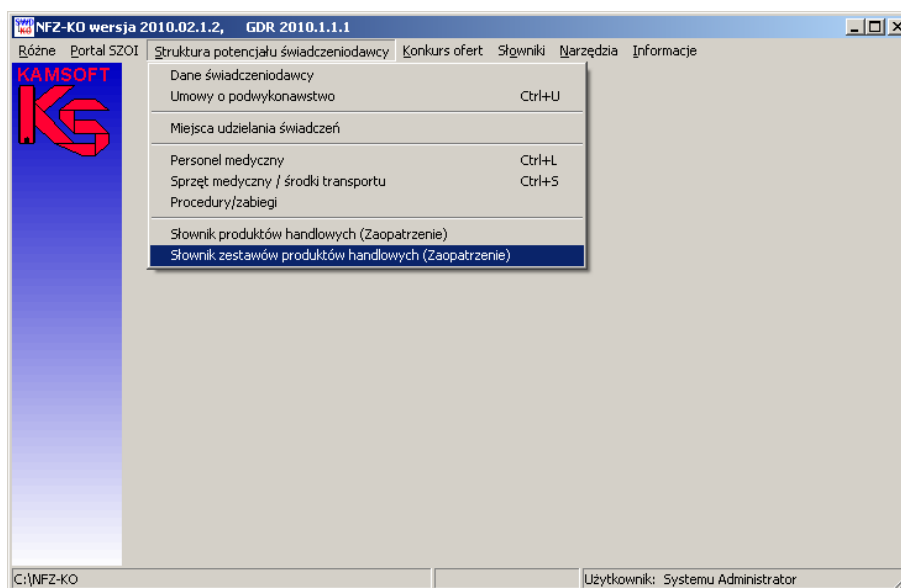 NFZ-KO wersja 2010.02.1.2, GDR 2010.1.1.1
Różne Portal SZOI Struktura potencjału świadczeniodawcy Konkurs ofert Słowniki Narzędzia Informacje
KAMSOFT
Dane świadczeniodawcy
Umowy o podwykonawstwo Ctrl+U
Miejsca udzielania świadczeń
Personel medyczny Ctrl+L
Sprzęt medyczny / środki transportu Ctrl+S
Procedury/zabiegi
Słownik produktów handlowych (Zaopatrzenie)
Słownik zestawów produktów handlowych (Zaopatrzenie)
C:\NFZ-KO Użytkownik: Systemu Administrator